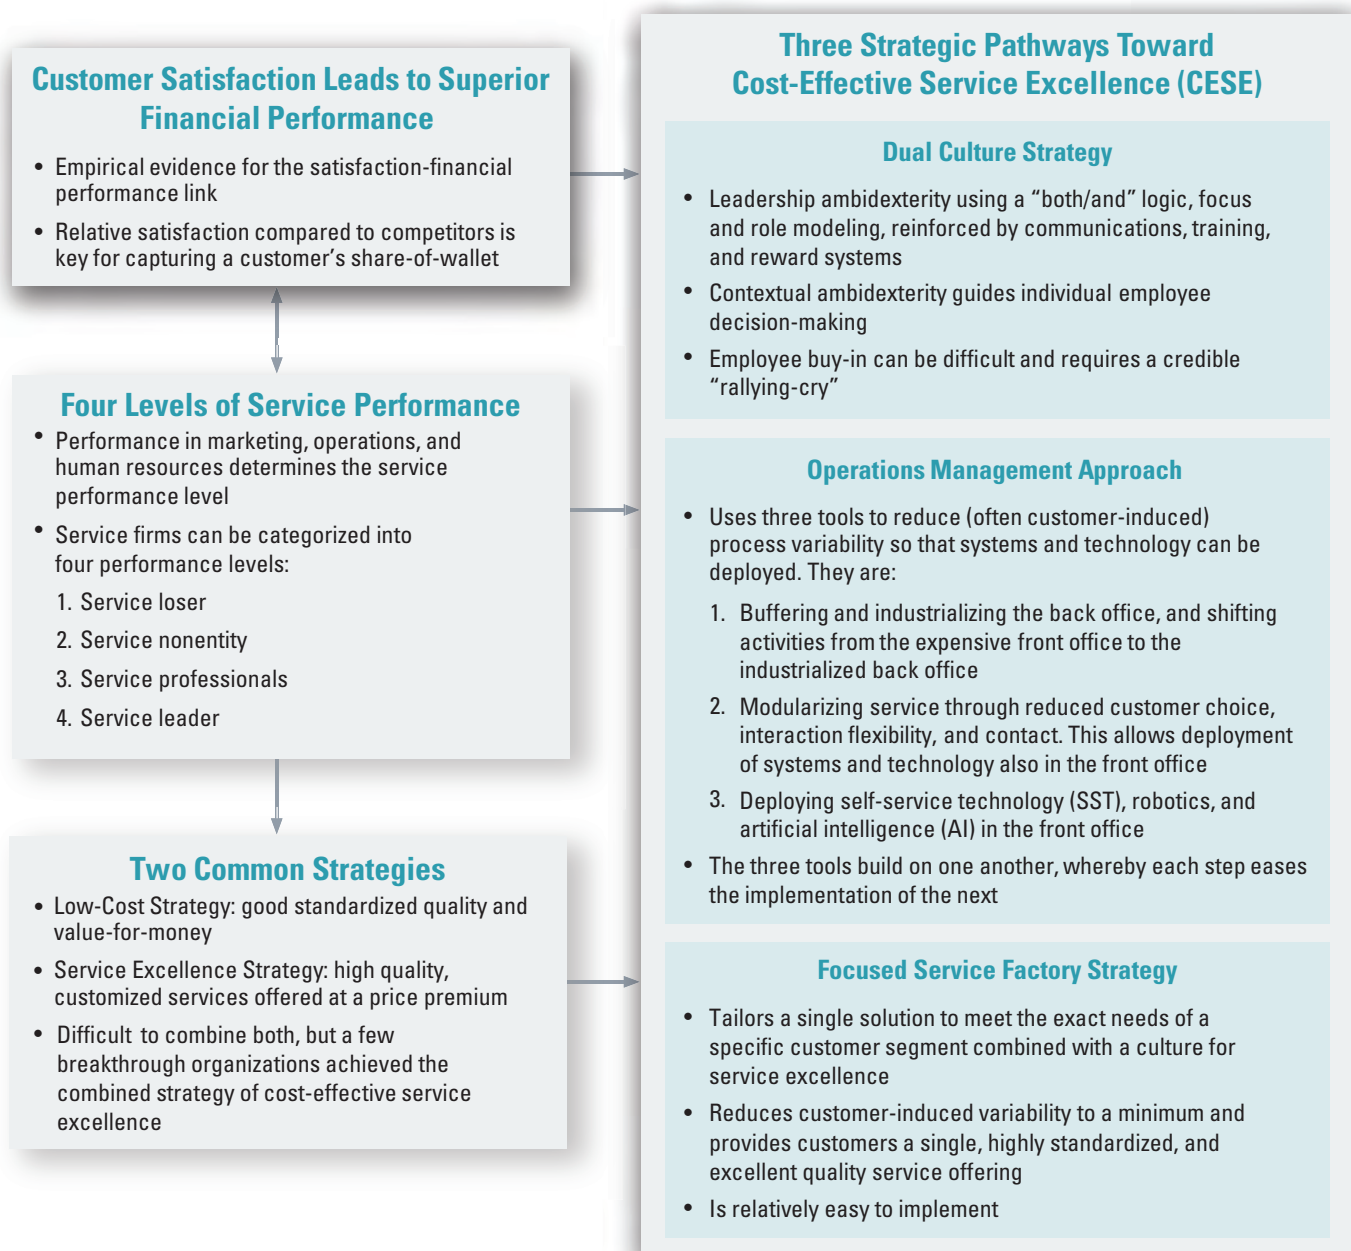 Customer Satisfaction Leads to Superior
Financial Performance
• Empirical evidence for the satisfaction-financial
performance link
• Relative satisfaction compared to competitors is
key for capturing a customer's share-of-wallet
Four Levels of Service Performance
• Performance in marketing, operations, and
human resources determines the service
performance level
• Service firms can be categorized into
four performance levels:
1. Service loser
2. Service nonentity
3. Service professionals
4. Service leader
Two Common Strategies
• Low-Cost Strategy: good standardized quality and
value-for-money
• Service Excellence Strategy: high quality,
customized services offered at a price premium
• Difficult to combine both, but a few
breakthrough organizations achieved the
combined strategy of cost-effective service
excellence
Three Strategic Pathways Toward
Cost-Effective Service Excellence (CESE)
Dual Culture Strategy
• Leadership ambidexterity using a “both/and” logic, focus
and role modeling, reinforced by communications, training,
and reward systems
• Contextual ambidexterity guides individual employee
decision-making
• Employee buy-in can be difficult and requires a credible
“rallying-cry”
Operations Management Approach
• Uses three tools to reduce (often customer-induced)
process variability so that systems and technology can be
deployed. They are:
1. Buffering and industrializing the back office, and shifting
activities from the expensive front office to the
industrialized back office
2. Modularizing service through reduced customer choice,
interaction flexibility, and contact. This allows deployment
of systems and technology also in the front office
3. Deploying self-service technology (SST), robotics, and
artificial intelligence (AI) in the front office
• The three tools build on one another, whereby each step eases
the implementation of the next
Focused Service Factory Strategy
• Tailors a single solution to meet the exact needs of a
specific customer segment combined with a culture for
service excellence
• Reduces customer-induced variability to a minimum and
provides customers a single, highly standardized, and
excellent quality service offering
• Is relatively easy to implement